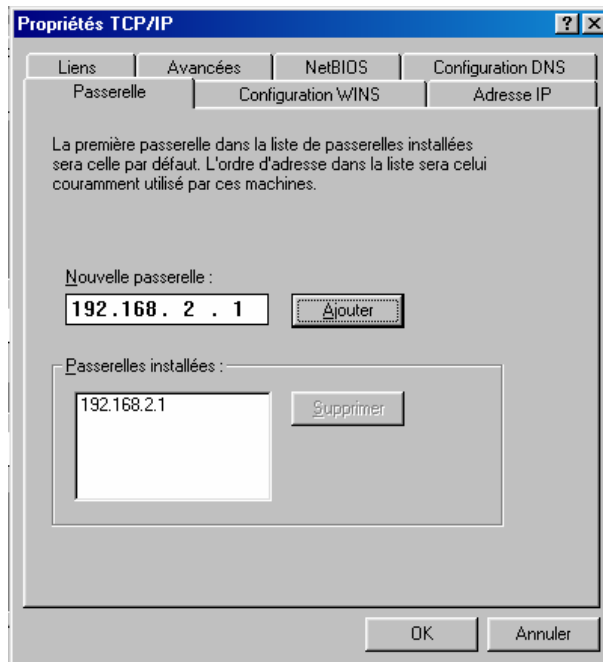 Propriétés TCP/IP
Liens Avancées NetBIOS Configuration DNS
Passerelle Configuration WINS Adresse IP
La première passerelle dans la liste de passerelles installées
sera celle par défaut. L'ordre d'adresse dans la liste sera celui
couramment utilisé par ces machines.
Nouvelle passerelle :
192.168. 2 . 1 Ajouter
Passerelles installées :
192.168.2.1 Supprimer
OK Annuler